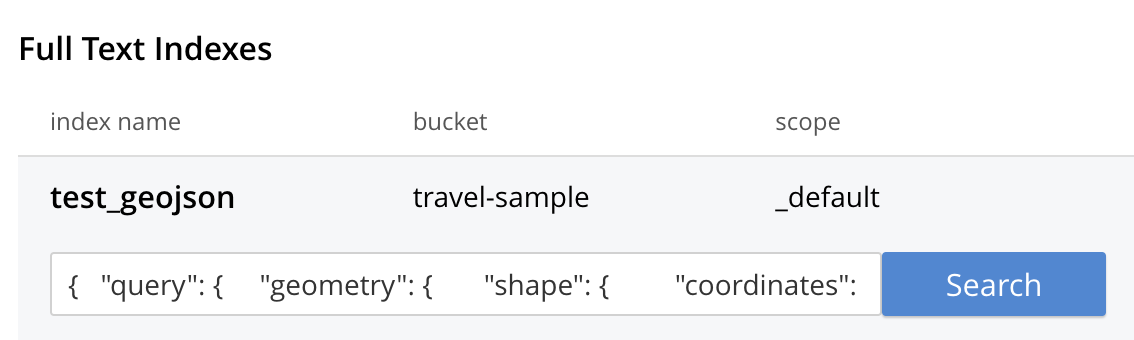 Full Text Indexes
index name bucket scope
test_geojson travel-sample _default
{ "query": { "geometry": { "shape": { "coordinates": Search